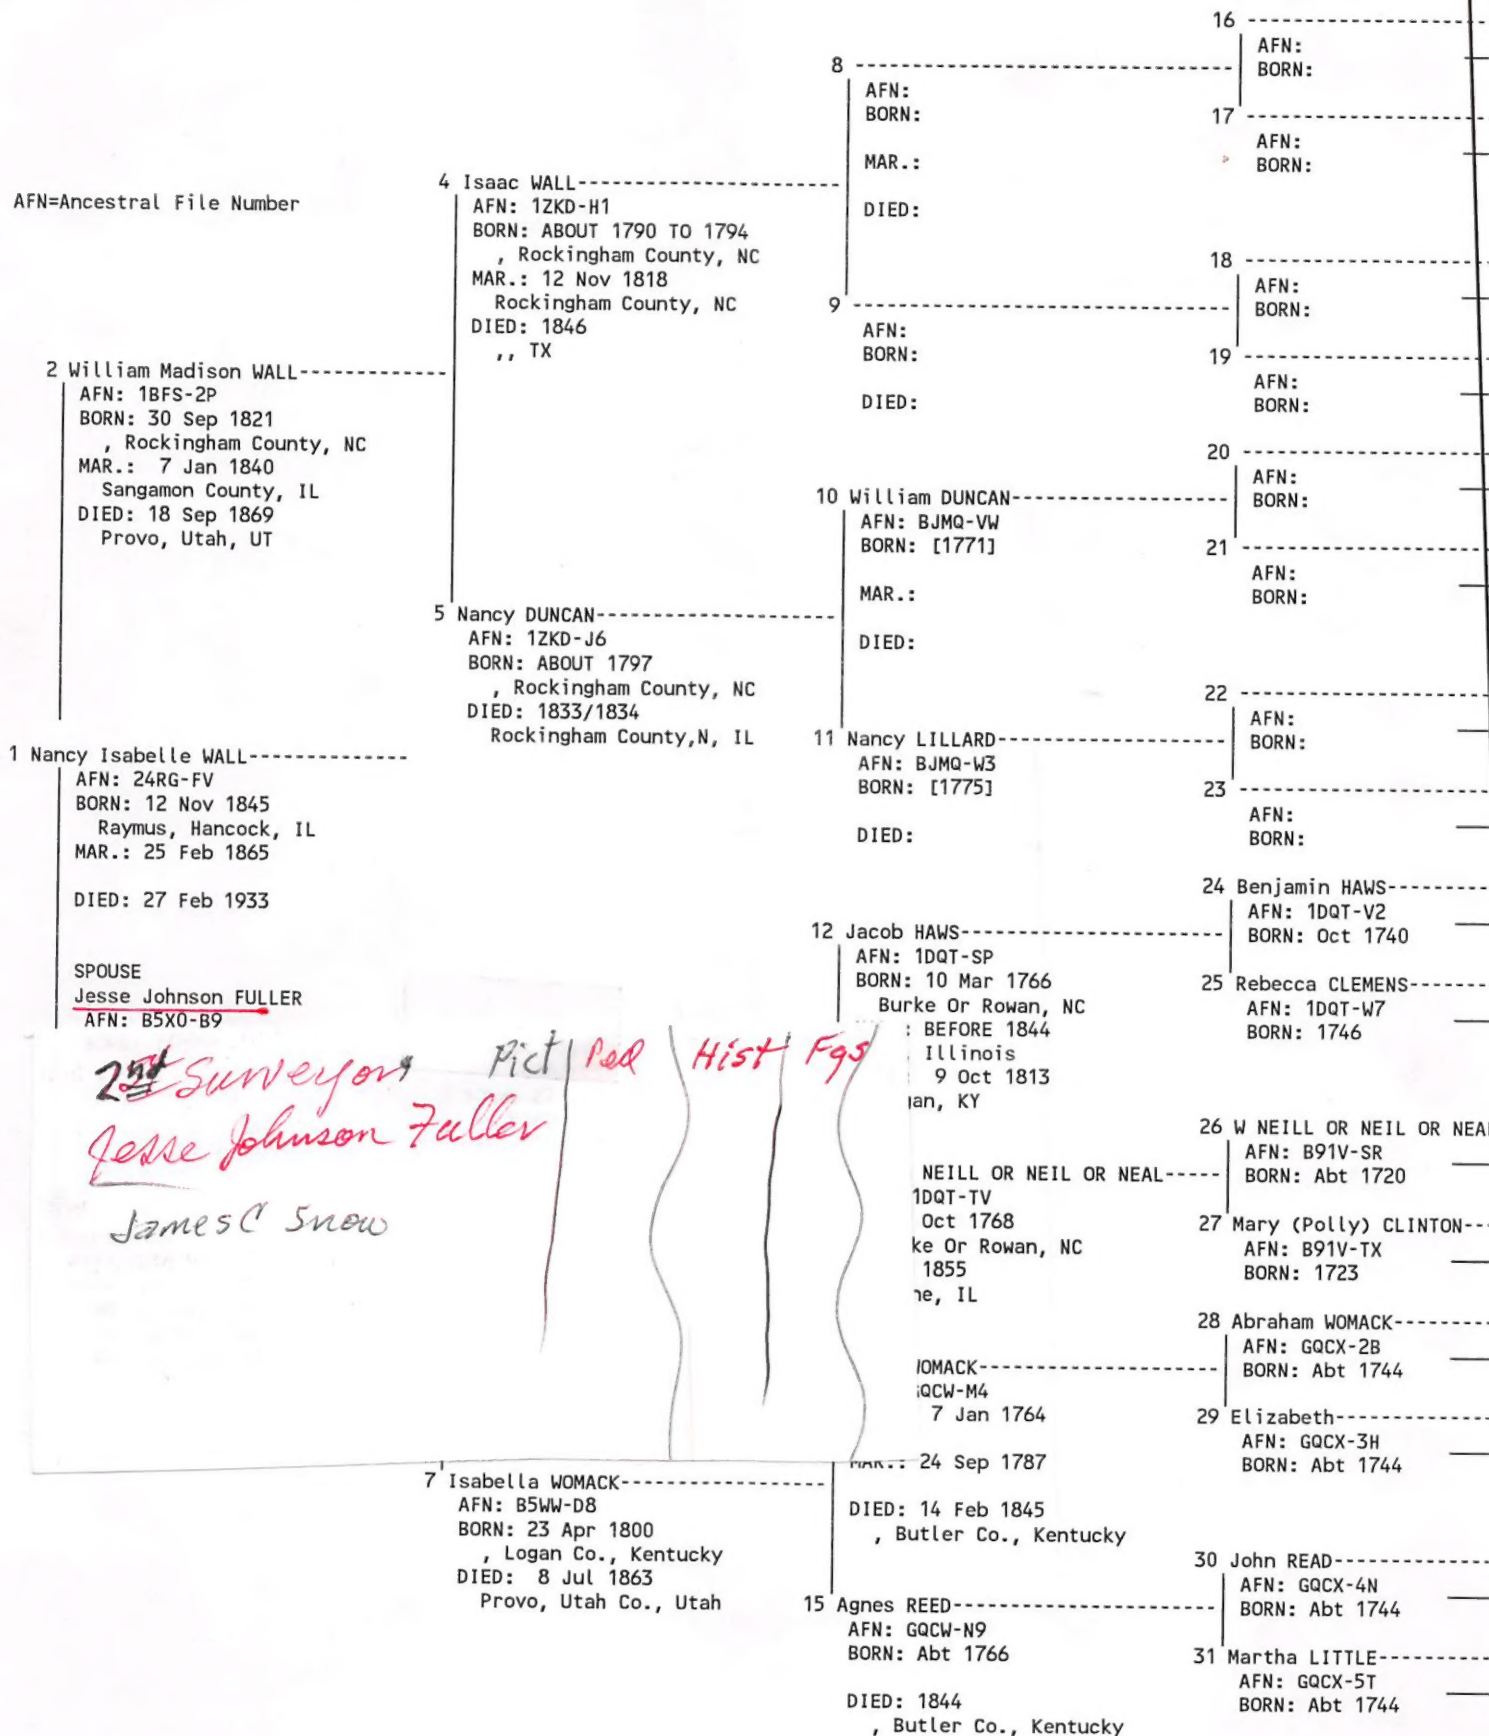 AFN=Ancestral File Number
2 William Madison WALL
AFN: 1BFS-2P
BORN: 30 Sep 1821
, Rockingham County, NC
MAR.: 7 Jan 1840
Sangamon County, IL
DIED: 18 Sep 1869
Provo, Utah, UT
1 Nancy Isabelle WALL
AFN: 24RG-FV
BORN: 12 Nov 1845
Raymus, Hancock, IL
MAR.: 25 Feb 1865
DIED: 27 Feb 1933
SPOUSE
Jesse Johnson FULLER
AFN: B5X0-B9
2nd Surveyor
Jesse Johnson Fuller
James C Snow
Pict Ped Hist Fgs
4 Isaac WALL
AFN: 1ZKD-H1
BORN: ABOUT 1790 TO 1794
, Rockingham County, NC
MAR.: 12 Nov 1818
Rockingham County, NC
DIED: 1846
,, TX
5 Nancy DUNCAN
AFN: 1ZKD-J6
BORN: ABOUT 1797
, Rockingham County, NC
DIED: 1833/1834
Rockingham County,N, IL
7 Isabella WOMACK
AFN: B5WW-D8
BORN: 23 Apr 1800
, Logan Co., Kentucky
DIED: 8 Jul 1863
Provo, Utah Co., Utah
8
AFN:
BORN:
MAR.:
DIED:
9
AFN:
BORN:
DIED:
10 William DUNCAN
AFN: BJMQ-VW
BORN: [1771]
MAR.:
DIED:
11 Nancy LILLARD
AFN: BJMQ-W3
BORN: [1775]
DIED:
12 Jacob HAWS
AFN: 1DQT-SP
BORN: 10 Mar 1766
Burke Or Rowan, NC
: BEFORE 1844
Illinois
9 Oct 1813
an, KY
NEILL OR NEIL OR NEAL
1DQT-TV
Oct 1768
ke Or Rowan, NC
1855
ne, IL
WOMACK
GQCW-M4
7 Jan 1764
MAR.: 24 Sep 1787
DIED: 14 Feb 1845
, Butler Co., Kentucky
15 Agnes REED
AFN: GQCW-N9
BORN: Abt 1766
DIED: 1844
, Butler Co., Kentucky
16
AFN:
BORN:
17
AFN:
BORN:
18
AFN:
BORN:
19
AFN:
BORN:
20
AFN:
BORN:
21
AFN:
BORN:
22
AFN:
BORN:
23
AFN:
BORN:
24 Benjamin HAWS
AFN: 1DQT-V2
BORN: Oct 1740
25 Rebecca CLEMENS
AFN: 1DQT-W7
BORN: 1746
26 W NEILL OR NEIL OR NEAL
AFN: B91V-SR
BORN: Abt 1720
27 Mary (Polly) CLINTON
AFN: B91V-TX
BORN: 1723
28 Abraham WOMACK
AFN: GQCX-2B
BORN: Abt 1744
29 Elizabeth
AFN: GQCX-3H
BORN: Abt 1744
30 John READ
AFN: GQCX-4N
BORN: Abt 1744
31 Martha LITTLE
AFN: GQCX-5T
BORN: Abt 1744